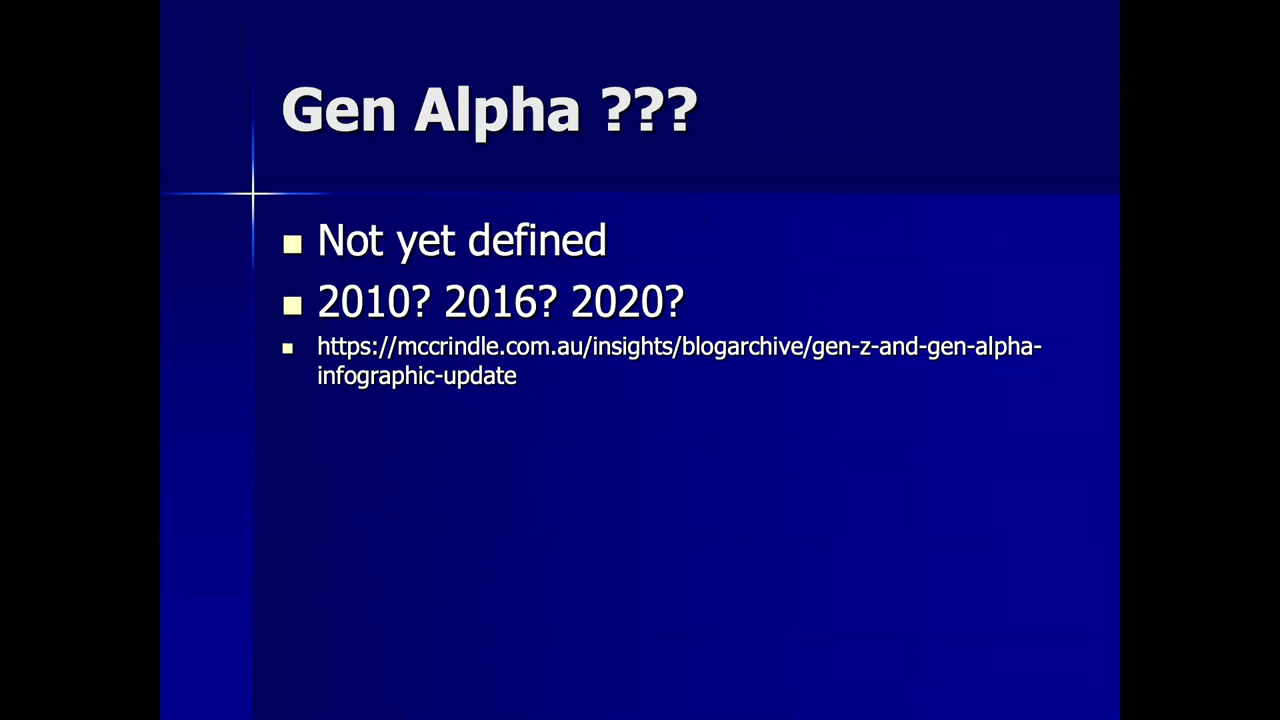 Gen Alpha ???
Not yet defined
2010? 2016? 2020?
https://mccrindle.com.au/insights/blogarchive/gen-z-and-gen-alpha-
infographic-update